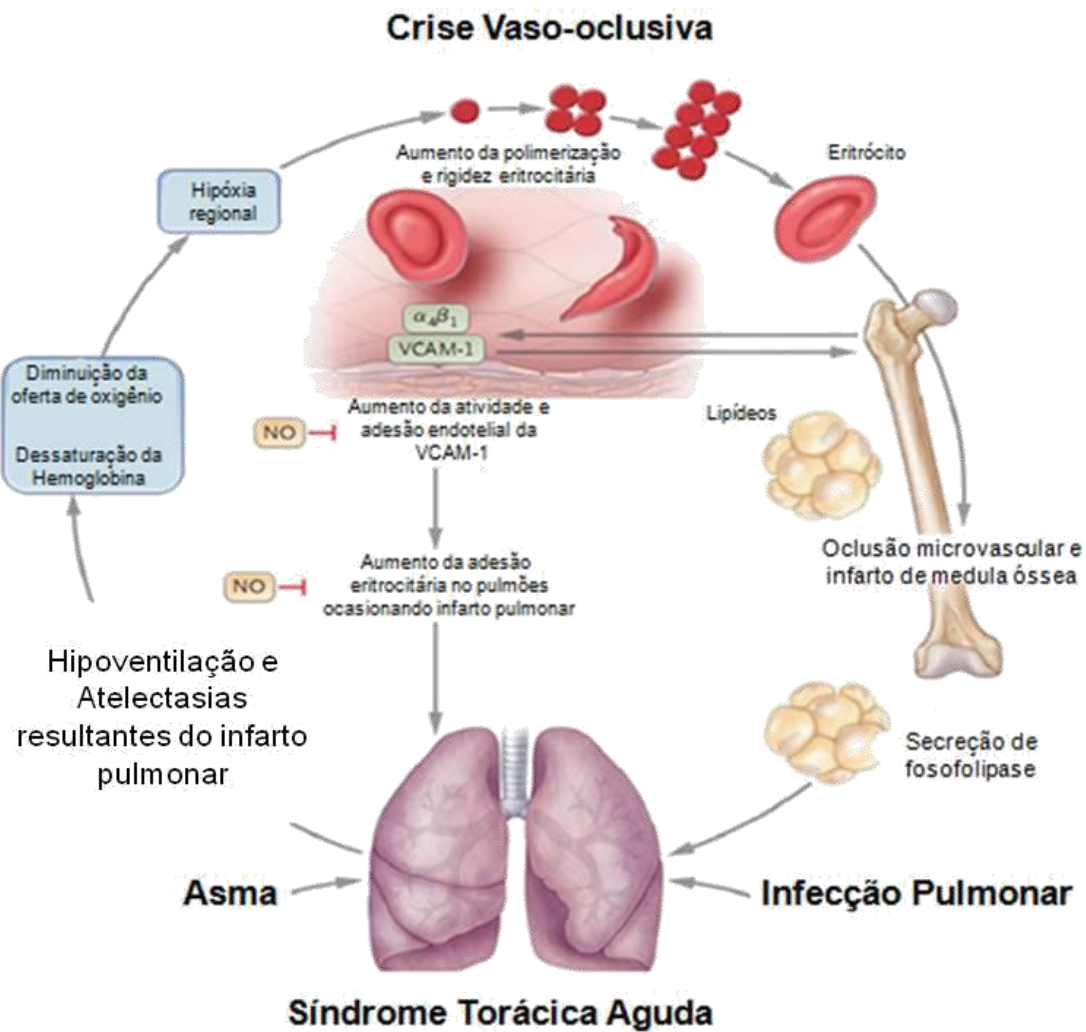 Crise Vaso-oclusiva
Aumento da polimerização
e rigidez eritrocitária
Eritrócito
Hipóxia
regional
α₄β₁
VCAM-1
Diminuição da
oferta de oxigênio
Dessaturação da
Hemoglobina
NO
Aumento da atividade e
adesão endotelial da
VCAM-1
Lipídeos
Oclusão microvascular e
infarto de medula óssea
NO
Aumento da adesão
eritrocitária no pulmões
ocasionando infarto pulmonar
Hipoventilação e
Atelectasias
resultantes do infarto
pulmonar
Secreção de
fosofolipase
Asma
Infecção Pulmonar
Síndrome Torácica Aguda